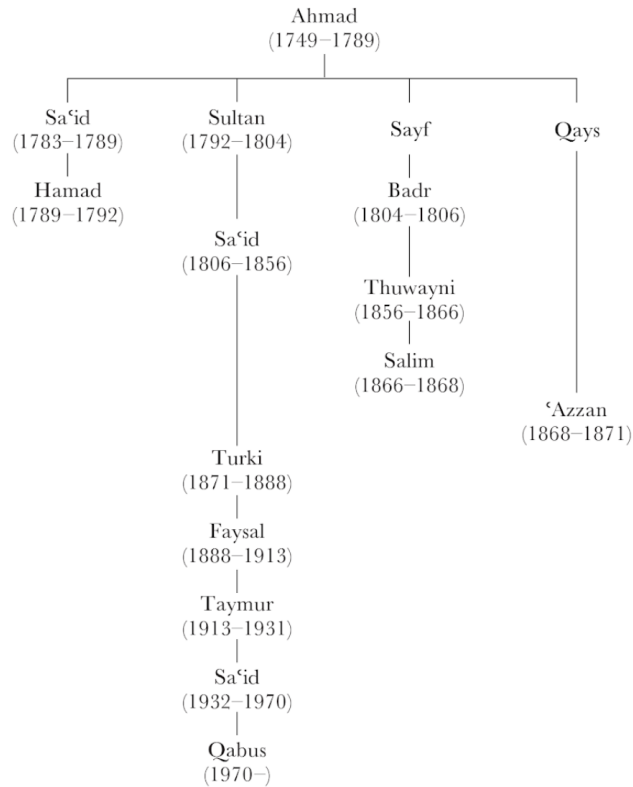 Ahmad
(1749–1789)
Saʿid
(1783–1789)
Hamad
(1789–1792)
Sultan
(1792–1804)
Saʿid
(1806–1856)
Turki
(1871–1888)
Faysal
(1888–1913)
Taymur
(1913–1931)
Saʿid
(1932–1970)
Qabus
(1970–)
Sayf
Badr
(1804–1806)
Thuwayni
(1856–1866)
Salim
(1866–1868)
Qays
ʿAzzan
(1868–1871)